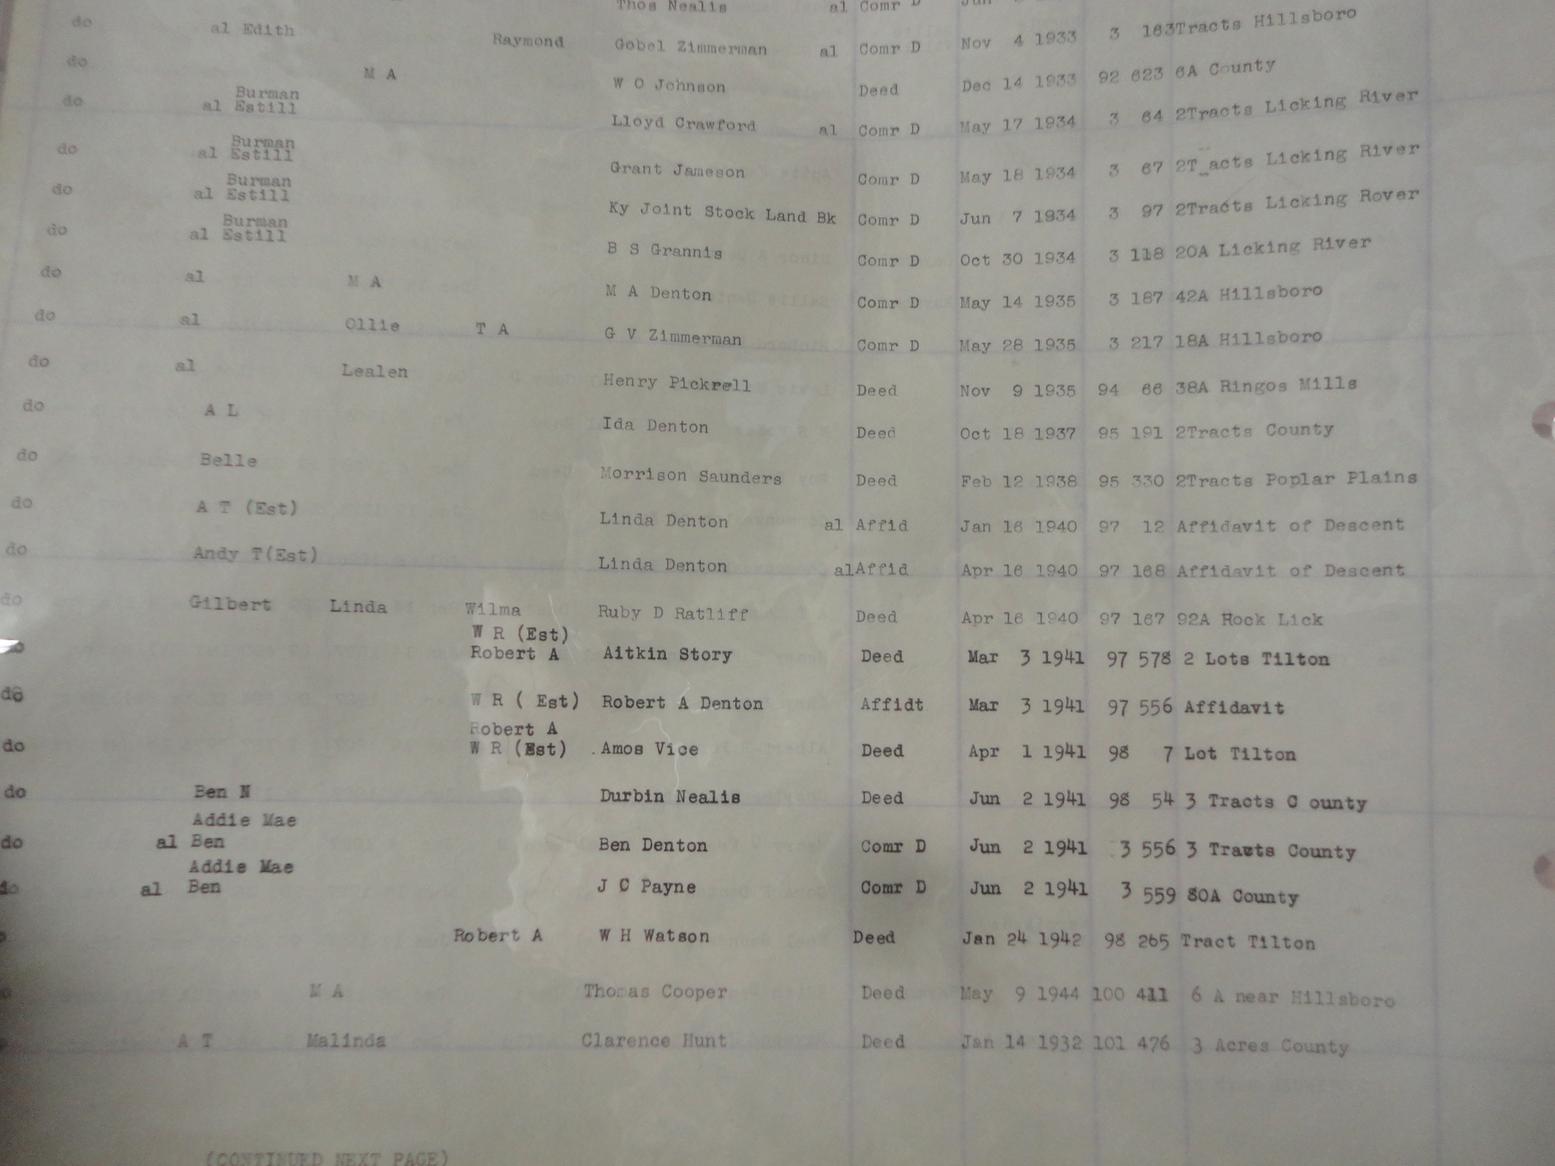 Thos Nealis al Comr D
do al Edith Raymond Gobel Zimmerman al Comr D Nov 4 1933 3 163Tracts Hillsboro
do M A W O Johnson Deed Dec 14 1933 92 623 6A County
Burman
do al Estill Lloyd Crawford al Comr D May 17 1934 3 64 2Tracts Licking River
Burman
do al Estill Grant Jameson Comr D May 18 1934 3 67 2T_acts Licking River
Burman
do al Estill Ky Joint Stock Land Bk Comr D Jun 7 1934 3 97 2Tracts Licking Rover
Burman
do al Estill B S Grannis Comr D Oct 30 1934 3 118 20A Licking River
do al M A M A Denton Comr D May 14 1935 3 187 42A Hillsboro
do al Ollie T A G V Zimmerman Comr D May 28 1935 3 217 18A Hillsboro
do al Lealen Henry Pickrell Deed Nov 9 1935 94 66 38A Ringos Mills
do A L Ida Denton Deed Oct 18 1937 95 191 2Tracts County
do Belle Morrison Saunders Deed Feb 12 1938 95 330 2Tracts Poplar Plains
do A T (Est) Linda Denton al Affid Jan 16 1940 97 12 Affidavit of Descent
do Andy T(Est) Linda Denton alAffid Apr 16 1940 97 168 Affidavit of Descent
do Gilbert Linda Wilma Ruby D Ratliff Deed Apr 16 1940 97 167 92A Rock Lick
W R (Est)
Robert A Aitkin Story Deed Mar 3 1941 97 578 2 Lots Tilton
do W R ( Est) Robert A Denton Affidt Mar 3 1941 97 556 Affidavit
Robert A
do W R (Est) .Amos Vice Deed Apr 1 1941 98 7 Lot Tilton
do Ben N Durbin Nealis Deed Jun 2 1941 98 54 3 Tracts C ounty
Addie Mae
do al Ben Ben Denton Comr D Jun 2 1941 3 556 3 Tracts County
Addie Mae
do al Ben J C Payne Comr D Jun 2 1941 3 559 80A County
Robert A W H Watson Deed Jan 24 1942 98 265 Tract Tilton
M A Thomas Cooper Deed May 9 1944 100 411 6 A near Hillsboro
A T Malinda Clarence Hunt Deed Jan 14 1932 101 476 3 Acres County
(CONTINUED NEXT PAGE)